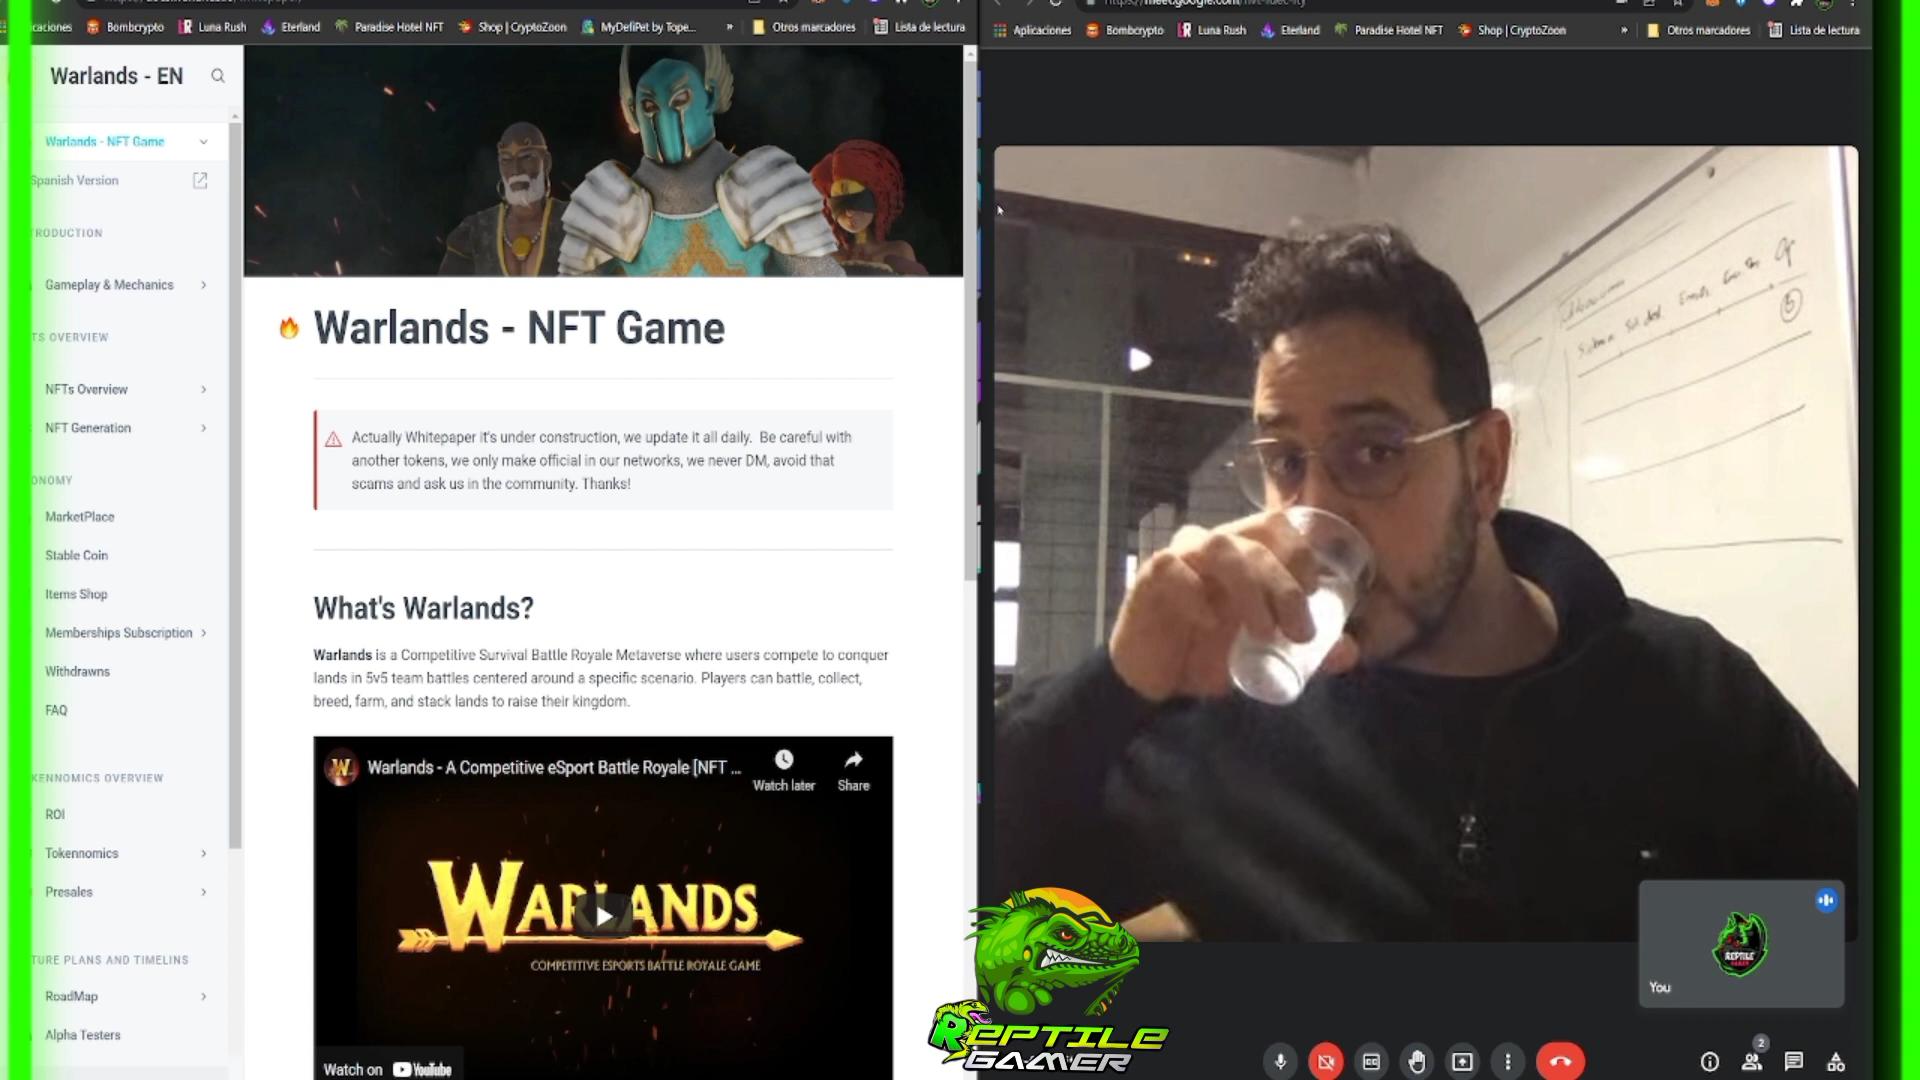 Bombcrypto
Luna Rush
Eterland
Paradise Hotel NFT
Shop | CryptoZoon
MyDefiPet by Tope...
»
Otros marcadores
Lista de lectura
Aplicaciones
Bombcrypto
Luna Rush
Eterland
Paradise Hotel NFT
Shop | CryptoZoon
»
Otros marcadores
Lista de lectura
Warlands - EN
Warlands - NFT Game
Spanish Version
RODUCTION
Gameplay & Mechanics
TS OVERVIEW
NFTs Overview
NFT Generation
ONOMY
MarketPlace
Stable Coin
Items Shop
Memberships Subscription
Withdrawns
FAQ
KENNOMICS OVERVIEW
ROI
Tokennomics
Presales
TURE PLANS AND TIMELINS
RoadMap
Alpha Testers
Warlands - NFT Game
Actually Whitepaper it's under construction, we update it all daily. Be careful with
another tokens, we only make official in our networks, we never DM, avoid that
scams and ask us in the community. Thanks!
What's Warlands?
Warlands is a Competitive Survival Battle Royale Metaverse where users compete to conquer
lands in 5v5 team battles centered around a specific scenario. Players can battle, collect,
breed, farm, and stack lands to raise their kingdom.
W
Warlands - A Competitive eSport Battle Royale [NFT ...
Watch later
Share
WARLANDS
COMPETITIVE ESPORTS BATTLE ROYALE GAME
Watch on YouTube
5
REPTILE
GAMER
You
REPTILE
GAMER
CC
2